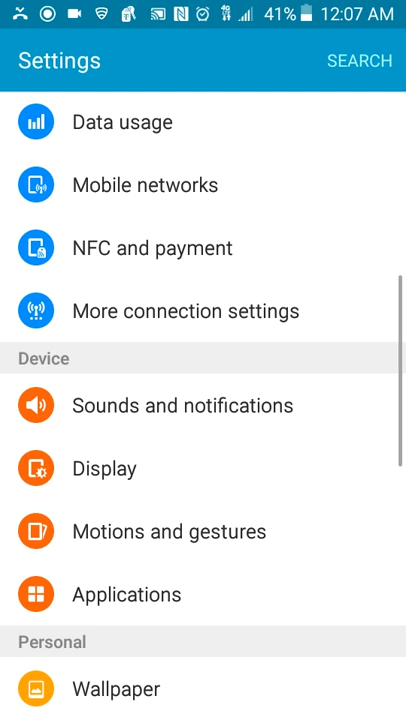 41% 12:07 AM
Settings SEARCH
Data usage
Mobile networks
NFC and payment
More connection settings
Device
Sounds and notifications
Display
Motions and gestures
Applications
Personal
Wallpaper